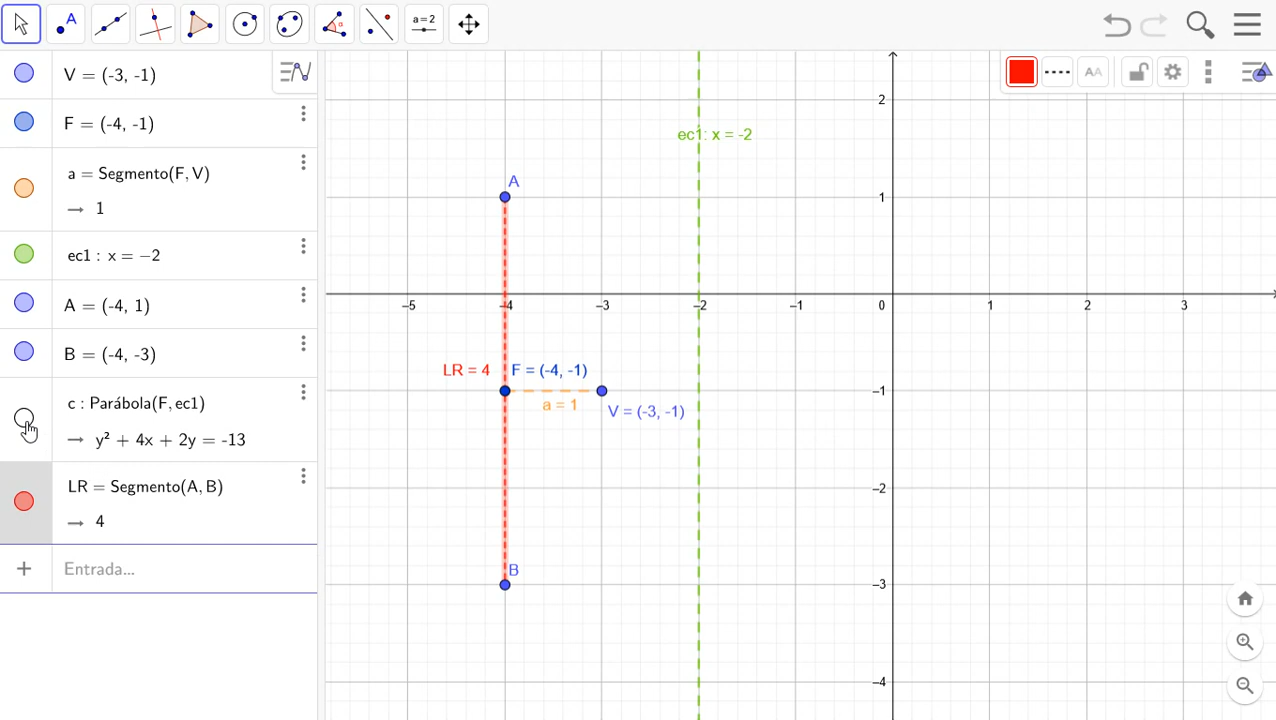 A
α
a = 2
V = (-3, -1)
F = (-4, -1)
a = Segmento(F, V)
→ 1
ec1 : x = −2
A = (-4, 1)
B = (-4, -3)
c : Parábola(F, ec1)
→ y² + 4x + 2y = -13
LR = Segmento(A, B)
→ 4
+ Entrada...
AA
2
ec1: x = -2
A
1
−5 −4 −3 −2 −1 0 1 2 3
LR = 4 F = (-4, -1)
−1
a = 1
V = (-3, -1)
−2
B
−3
−4